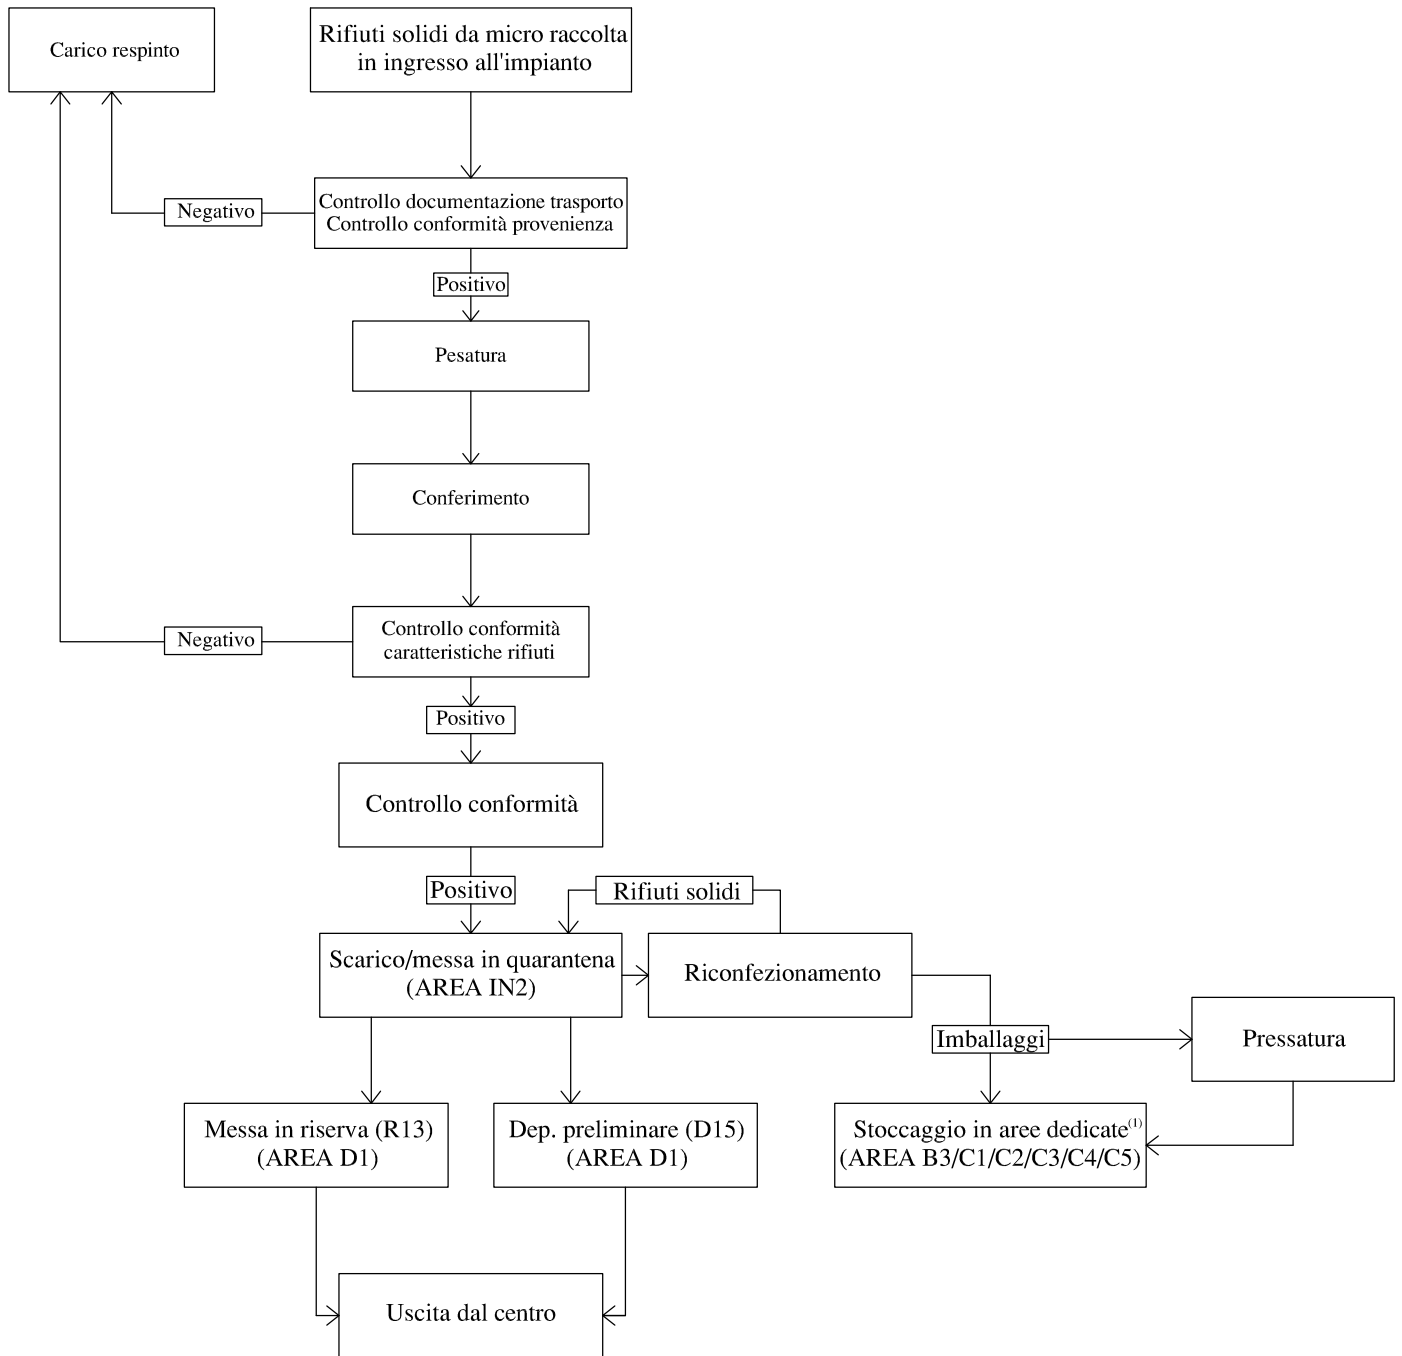 Carico respinto
Rifiuti solidi da micro raccolta
in ingresso all'impianto
Controllo documentazione trasporto
Controllo conformità provenienza
Negativo
Positivo
Pesatura
Conferimento
Controllo conformità
caratteristiche rifiuti
Negativo
Positivo
Controllo conformità
Positivo
Rifiuti solidi
Scarico/messa in quarantena
(AREA IN2)
Riconfezionamento
Imballaggi
Pressatura
Messa in riserva (R13)
(AREA D1)
Dep. preliminare (D15)
(AREA D1)
Stoccaggio in aree dedicate(1)
(AREA B3/C1/C2/C3/C4/C5)
Uscita dal centro